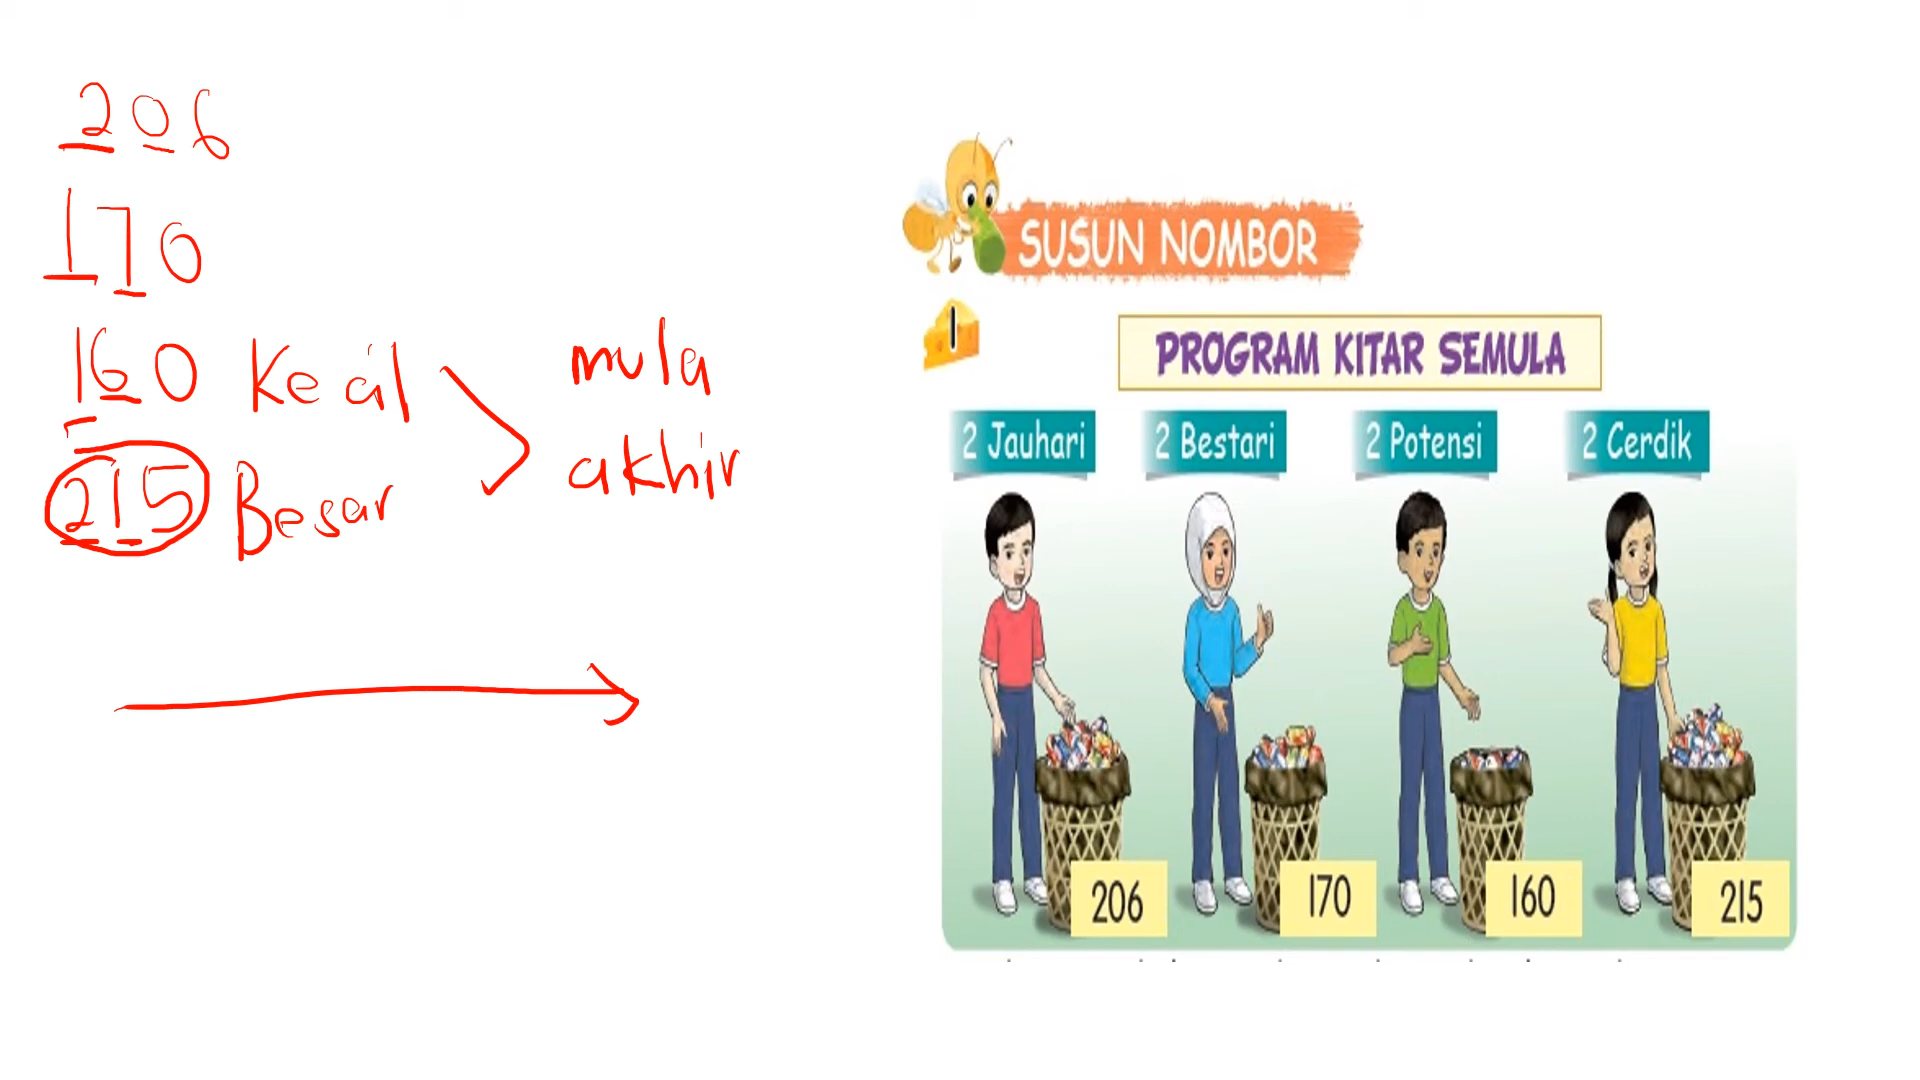 206
170
160 Kecil
215 Besar
mula
akhir
SUSUN NOMBOR
1
PROGRAM KITAR SEMULA
2 Jauhari
2 Bestari
2 Potensi
2 Cerdik
206
170
160
215